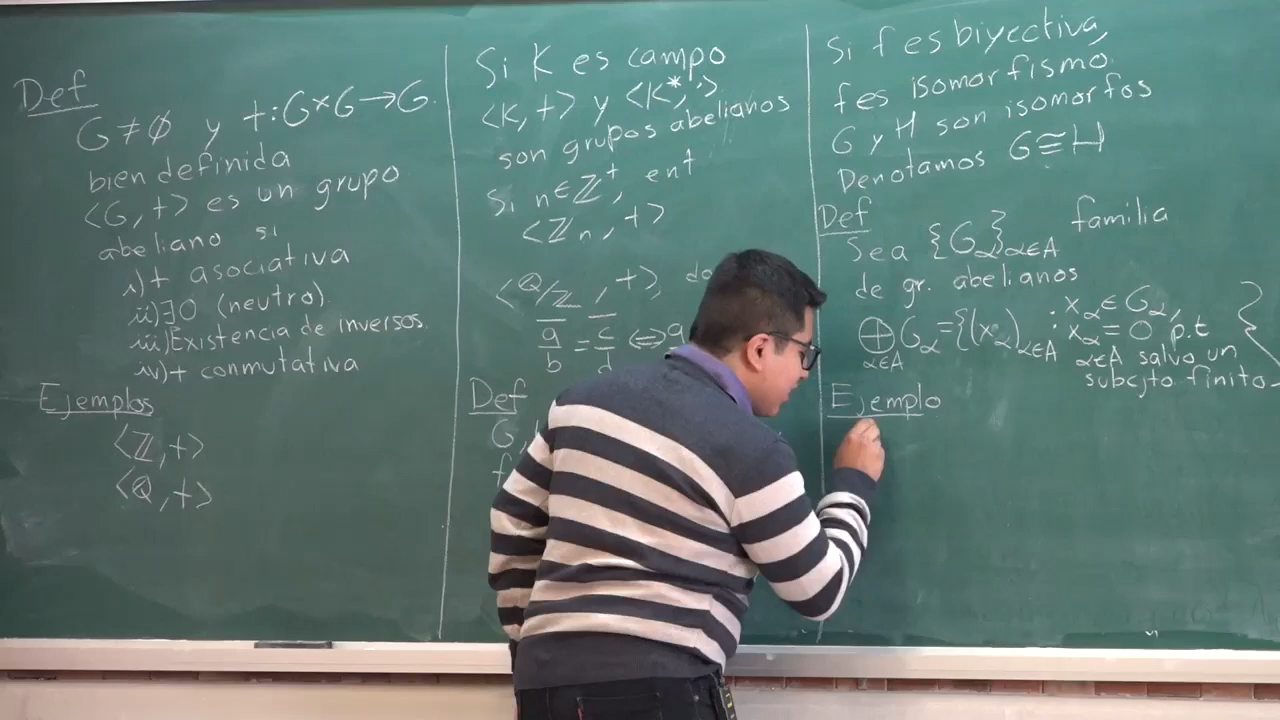 Def
G ≠ ∅ y +: G×G → G.
bien definida
<G, +> es un grupo
abeliano si
i) + asociativa
ii) ∃0 (neutro)
iii) Existencia de inversos
iv) + conmutativa
Ejemplos
<ℤ, +>
<ℚ, +>
Si K es campo
<K, +> y <K*, ·>
son grupos abelianos
Si n ∈ ℤ⁺, ent
<ℤn, +>
<ℚ/ℤ, +>, do
a/b = c/d ⇔
Def
G,
f
Si f es biyectiva,
f es isomorfismo.
G y H son isomorfos
Denotamos G ≅ H
Def
Sea {Gα}α∈A familia
de gr. abelianos
⊕α∈A Gα = {(xα)α∈A : xα ∈ Gα,
xα = 0 p.t
α∈A salvo un
subcjto finito
}
Ejemplo